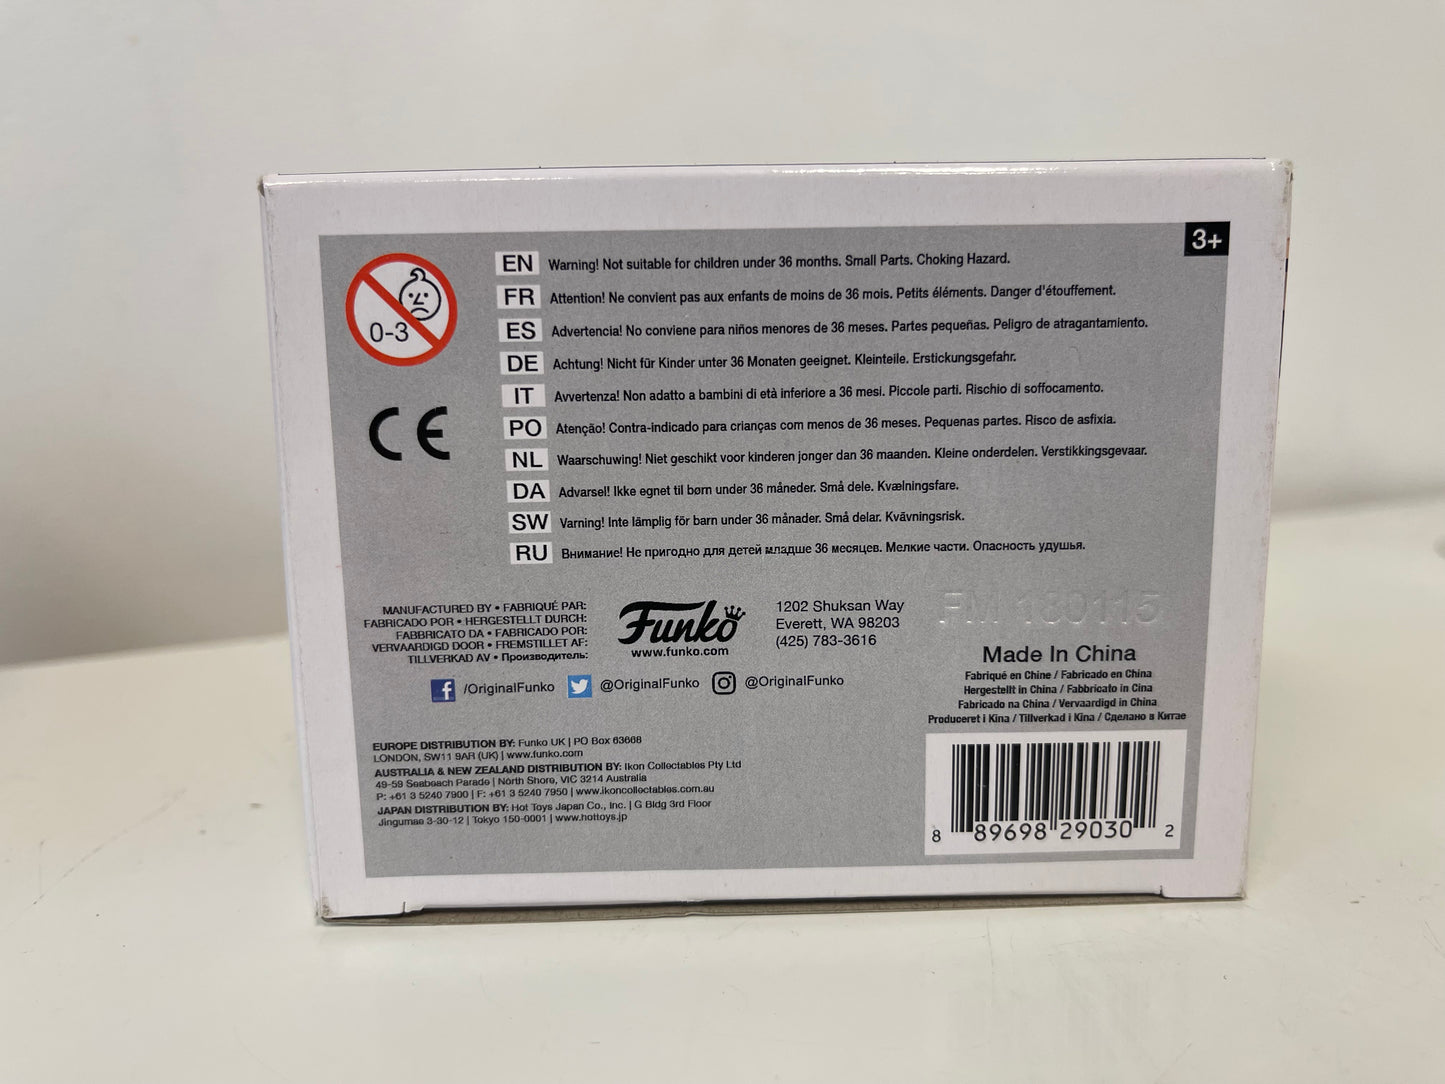 3+
0-3
CE
EN Warning! Not suitable for children under 36 months. Small Parts. Choking Hazard.
FR Attention! Ne convient pas aux enfants de moins de 36 mois. Petits éléments. Danger d'étouffement.
ES Advertencia! No conviene para niños menores de 36 meses. Partes pequeñas. Peligro de atragantamiento.
DE Achtung! Nicht für Kinder unter 36 Monaten geeignet. Kleinteile. Erstickungsgefahr.
IT Avvertenza! Non adatto a bambini di età inferiore a 36 mesi. Piccole parti. Rischio di soffocamento.
PO Atenção! Contra-indicado para crianças com menos de 36 meses. Pequenas partes. Risco de asfixia.
NL Waarschuwing! Niet geschikt voor kinderen jonger dan 36 maanden. Kleine onderdelen. Verstikkingsgevaar.
DA Advarsel! Ikke egnet til børn under 36 måneder. Små dele. Kvælningsfare.
SW Varning! Inte lämplig för barn under 36 månader. Små delar. Kvävningsrisk.
RU Внимание! Не пригодно для детей младше 36 месяцев. Мелкие части. Опасность удушья.
MANUFACTURED BY • FABRIQUÉ PAR:
FABRICADO POR • HERGESTELLT DURCH:
FABBRICATO DA • FABRICADO POR:
VERVAARDIGD DOOR • FREMSTILLET AF:
TILLVERKAD AV • Производитель:
Funko
www.funko.com
1202 Shuksan Way
Everett, WA 98203
(425) 783-3616
/OriginalFunko @OriginalFunko @OriginalFunko
FM 180115
Made In China
Fabriqué en Chine / Fabricado en China
Hergestellt in China / Fabbricato in Cina
Fabricado na China / Vervaardigd in China
Produceret i Kina / Tillverkad i Kina / Сделано в Китае
EUROPE DISTRIBUTION BY: Funko UK | PO Box 63668
LONDON, SW11 9AR (UK) | www.funko.com
AUSTRALIA & NEW ZEALAND DISTRIBUTION BY: Ikon Collectables Pty Ltd
49-59 Seabeach Parade | North Shore, VIC 3214 Australia
P: +61 3 5240 7900 | F: +61 3 5240 7950 | www.ikoncollectables.com.au
JAPAN DISTRIBUTION BY: Hot Toys Japan Co., Inc. | G Bldg 3rd Floor
Jingumae 3-30-12 | Tokyo 150-0001 | www.hottoys.jp
8 89698 29030 2